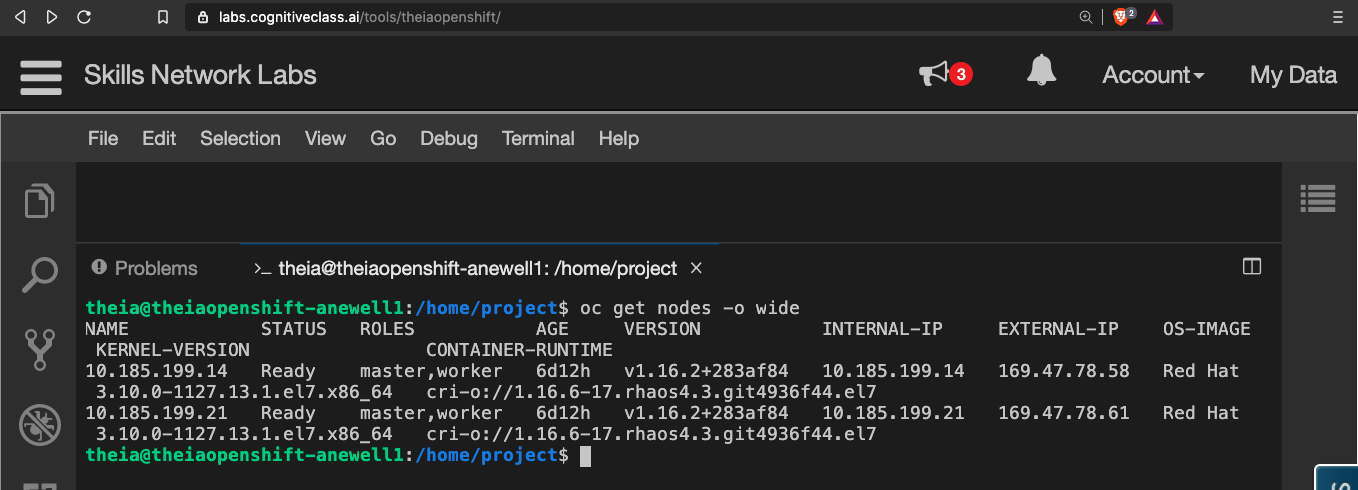 labs.cognitiveclass.ai/tools/theiaopenshift/
2
Skills Network Labs
3
Account
My Data
File Edit Selection View Go Debug Terminal Help
Problems
>_ theia@theiaopenshift-anewell1: /home/project ×
theia@theiaopenshift-anewell1:/home/project$ oc get nodes -o wide
NAME STATUS ROLES AGE VERSION INTERNAL-IP EXTERNAL-IP OS-IMAGE
KERNEL-VERSION CONTAINER-RUNTIME
10.185.199.14 Ready master,worker 6d12h v1.16.2+283af84 10.185.199.14 169.47.78.58 Red Hat
3.10.0-1127.13.1.el7.x86_64 cri-o://1.16.6-17.rhaos4.3.git4936f44.el7
10.185.199.21 Ready master,worker 6d12h v1.16.2+283af84 10.185.199.21 169.47.78.61 Red Hat
3.10.0-1127.13.1.el7.x86_64 cri-o://1.16.6-17.rhaos4.3.git4936f44.el7
theia@theiaopenshift-anewell1:/home/project$